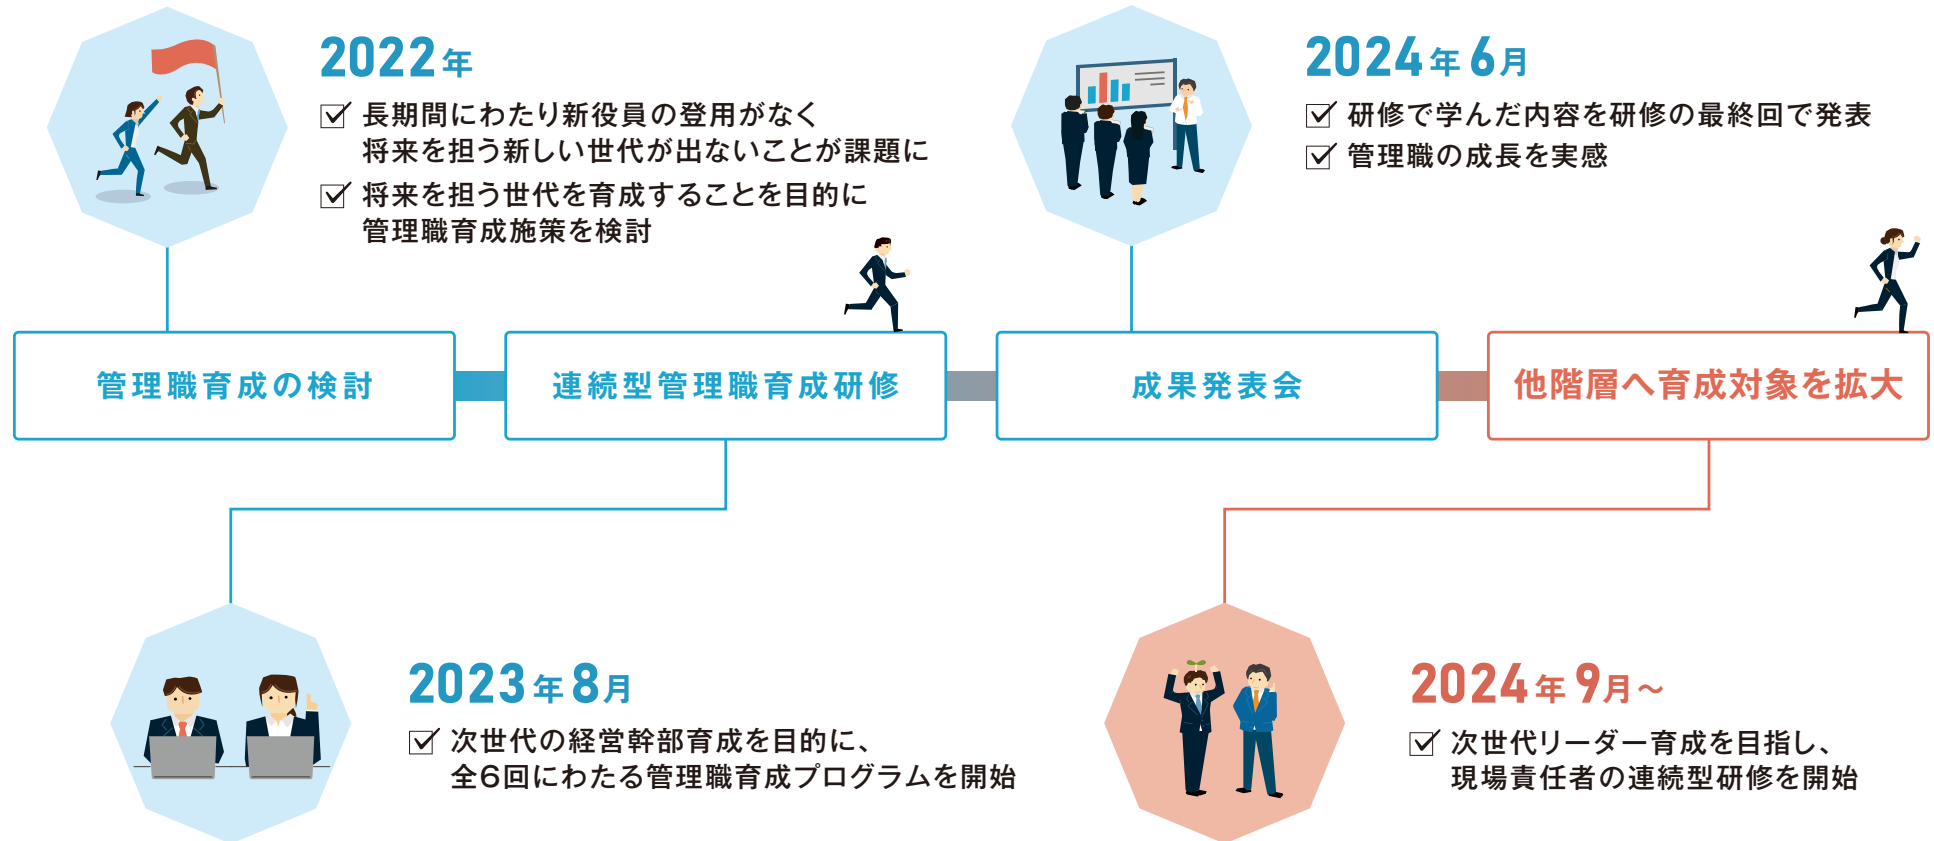 2022年
長期間にわたり新役員の登用がなく
将来を担う新しい世代が出ないことが課題に
将来を担う世代を育成することを目的に
管理職育成施策を検討
2024年6月
研修で学んだ内容を研修の最終回で発表
管理職の成長を実感
管理職育成の検討
連続型管理職育成研修
成果発表会
他階層へ育成対象を拡大
2023年8月
次世代の経営幹部育成を目的に、
全6回にわたる管理職育成プログラムを開始
2024年9月～
次世代リーダー育成を目指し、
現場責任者の連続型研修を開始